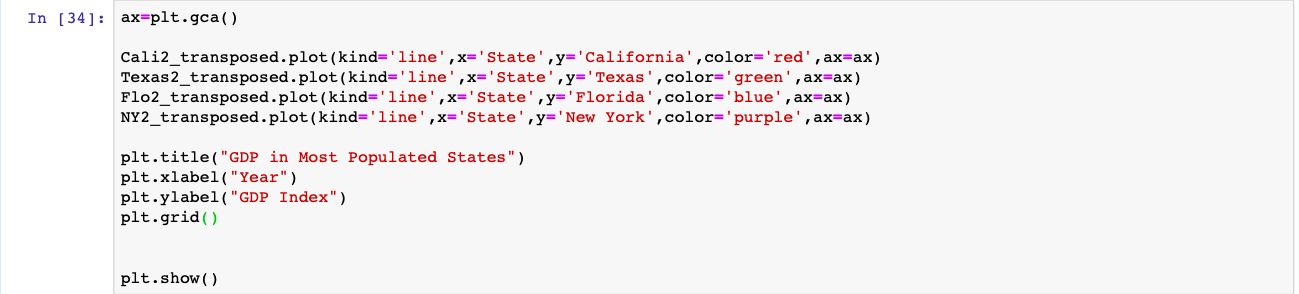 In [34]: ax=plt.gca()
Cali2_transposed.plot(kind='line',x='State',y='California',color='red',ax=ax)
Texas2_transposed.plot(kind='line',x='State',y='Texas',color='green',ax=ax)
Flo2_transposed.plot(kind='line',x='State',y='Florida',color='blue',ax=ax)
NY2_transposed.plot(kind='line',x='State',y='New York',color='purple',ax=ax)
plt.title("GDP in Most Populated States")
plt.xlabel("Year")
plt.ylabel("GDP Index")
plt.grid()
plt.show()